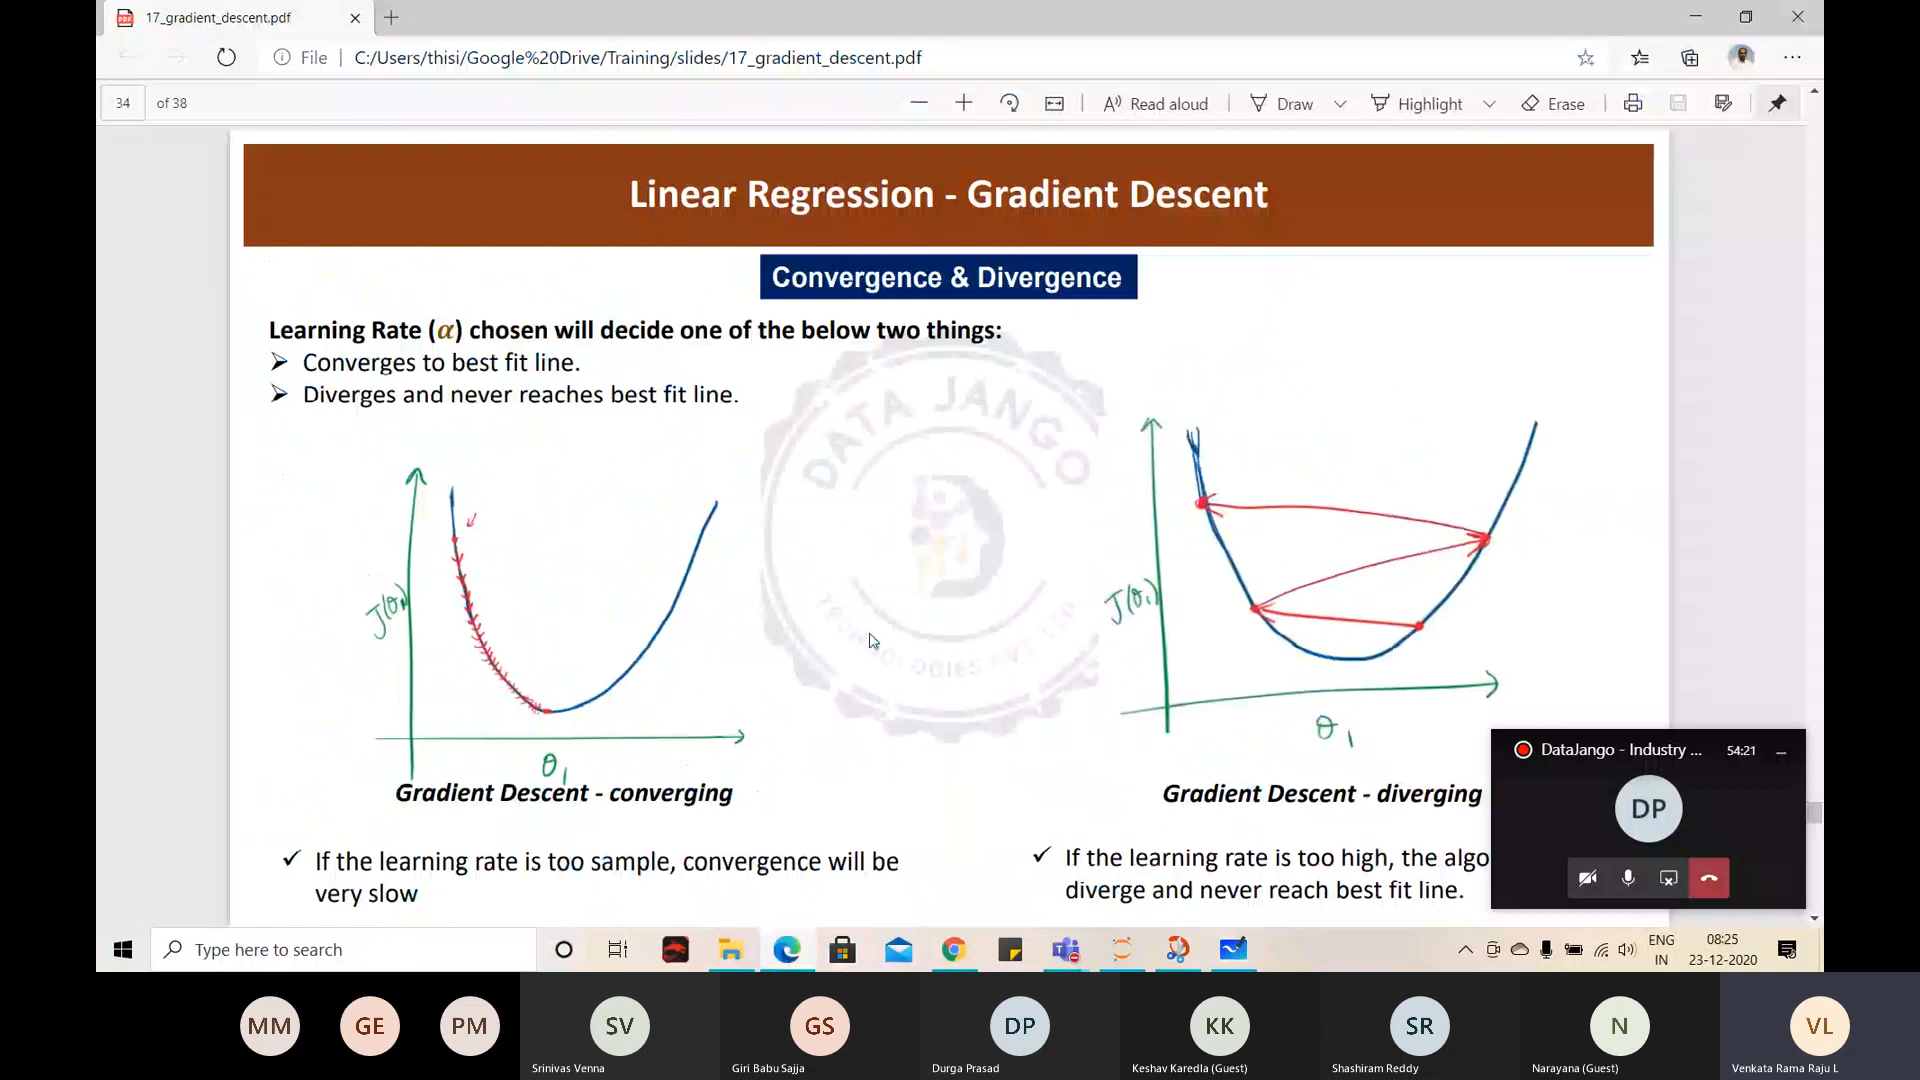 17_gradient_descent.pdf
File
C:/Users/thisi/Google%20Drive/Training/slides/17_gradient_descent.pdf
34 of 38
Read aloud
Draw
Highlight
Erase
Linear Regression - Gradient Descent
Convergence & Divergence
Learning Rate (α) chosen will decide one of the below two things:
Converges to best fit line.
Diverges and never reaches best fit line.
DATA JANGO
TECHNOLOGIES PVT LTD
J(θ₁)
θ₁
Gradient Descent - converging
J(θ₁)
θ₁
Gradient Descent - diverging
If the learning rate is too sample, convergence will be
very slow
If the learning rate is too high, the algo
diverge and never reach best fit line.
DataJango - Industry ...
54:21
DP
Type here to search
ENG
IN
08:25
23-12-2020
MM
GE
PM
SV
Srinivas Venna
GS
Giri Babu Sajja
DP
Durga Prasad
KK
Keshav Karedla (Guest)
SR
Shashiram Reddy
N
Narayana (Guest)
VL
Venkata Rama Raju L